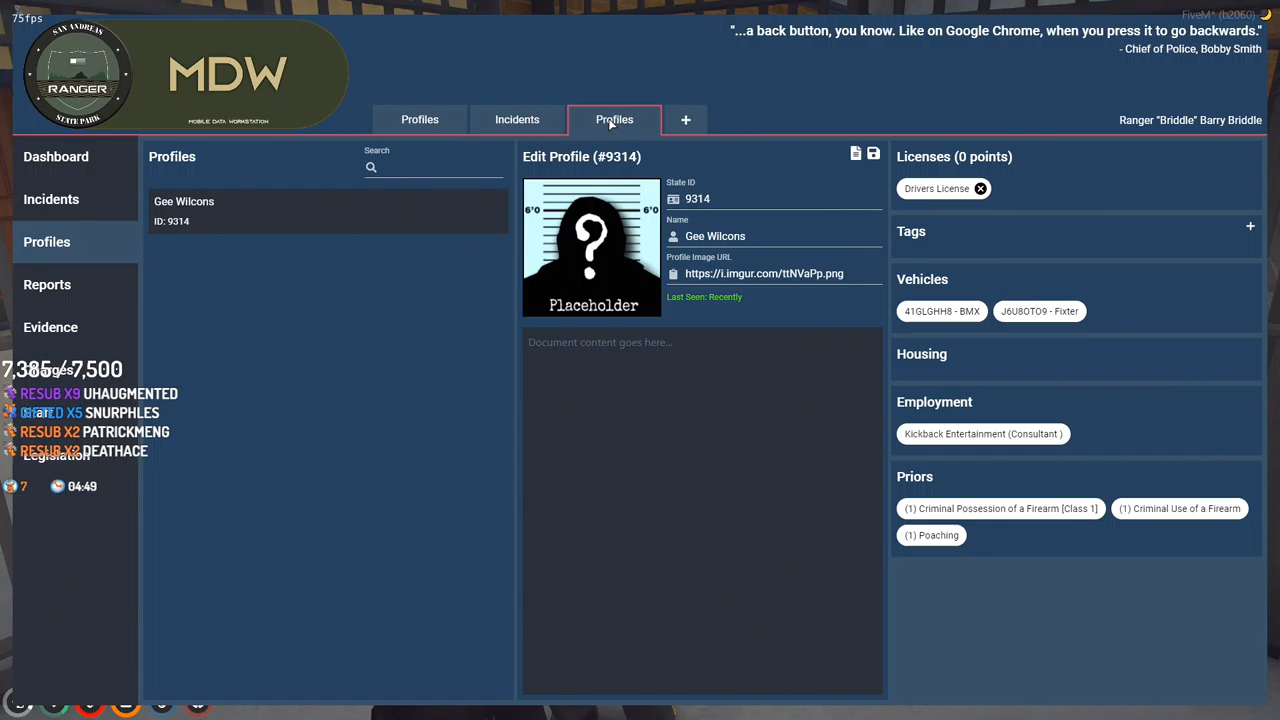 75fps
FiveM* (b2060)
SAN ANDREAS
RANGER
STATE PARK
MDW
MOBILE DATA WORKSTATION
"...a back button, you know. Like on Google Chrome, when you press it to go backwards."
- Chief of Police, Bobby Smith
Profiles
Incidents
Profiles
+
Ranger "Briddle" Barry Briddle
Dashboard
Incidents
Profiles
Reports
Evidence
Charges
Staff
Legislation
7,385 / 7,500
RESUB X9 UHAUGMENTED
GIFTED X5 SNURPHLES
RESUB X2 PATRICKMENG
RESUB X2 DEATHACE
7
04:49
Profiles
Search
Gee Wilcons
ID: 9314
Edit Profile (#9314)
6'0
6'0
?
Placeholder
State ID
9314
Name
Gee Wilcons
Profile Image URL
https://i.imgur.com/ttNVaPp.png
Last Seen: Recently
Document content goes here...
Licenses (0 points)
Drivers License
Tags
+
Vehicles
41GLGHH8 - BMX
J6U8OTO9 - Fixter
Housing
Employment
Kickback Entertainment (Consultant )
Priors
(1) Criminal Possession of a Firearm [Class 1]
(1) Criminal Use of a Firearm
(1) Poaching